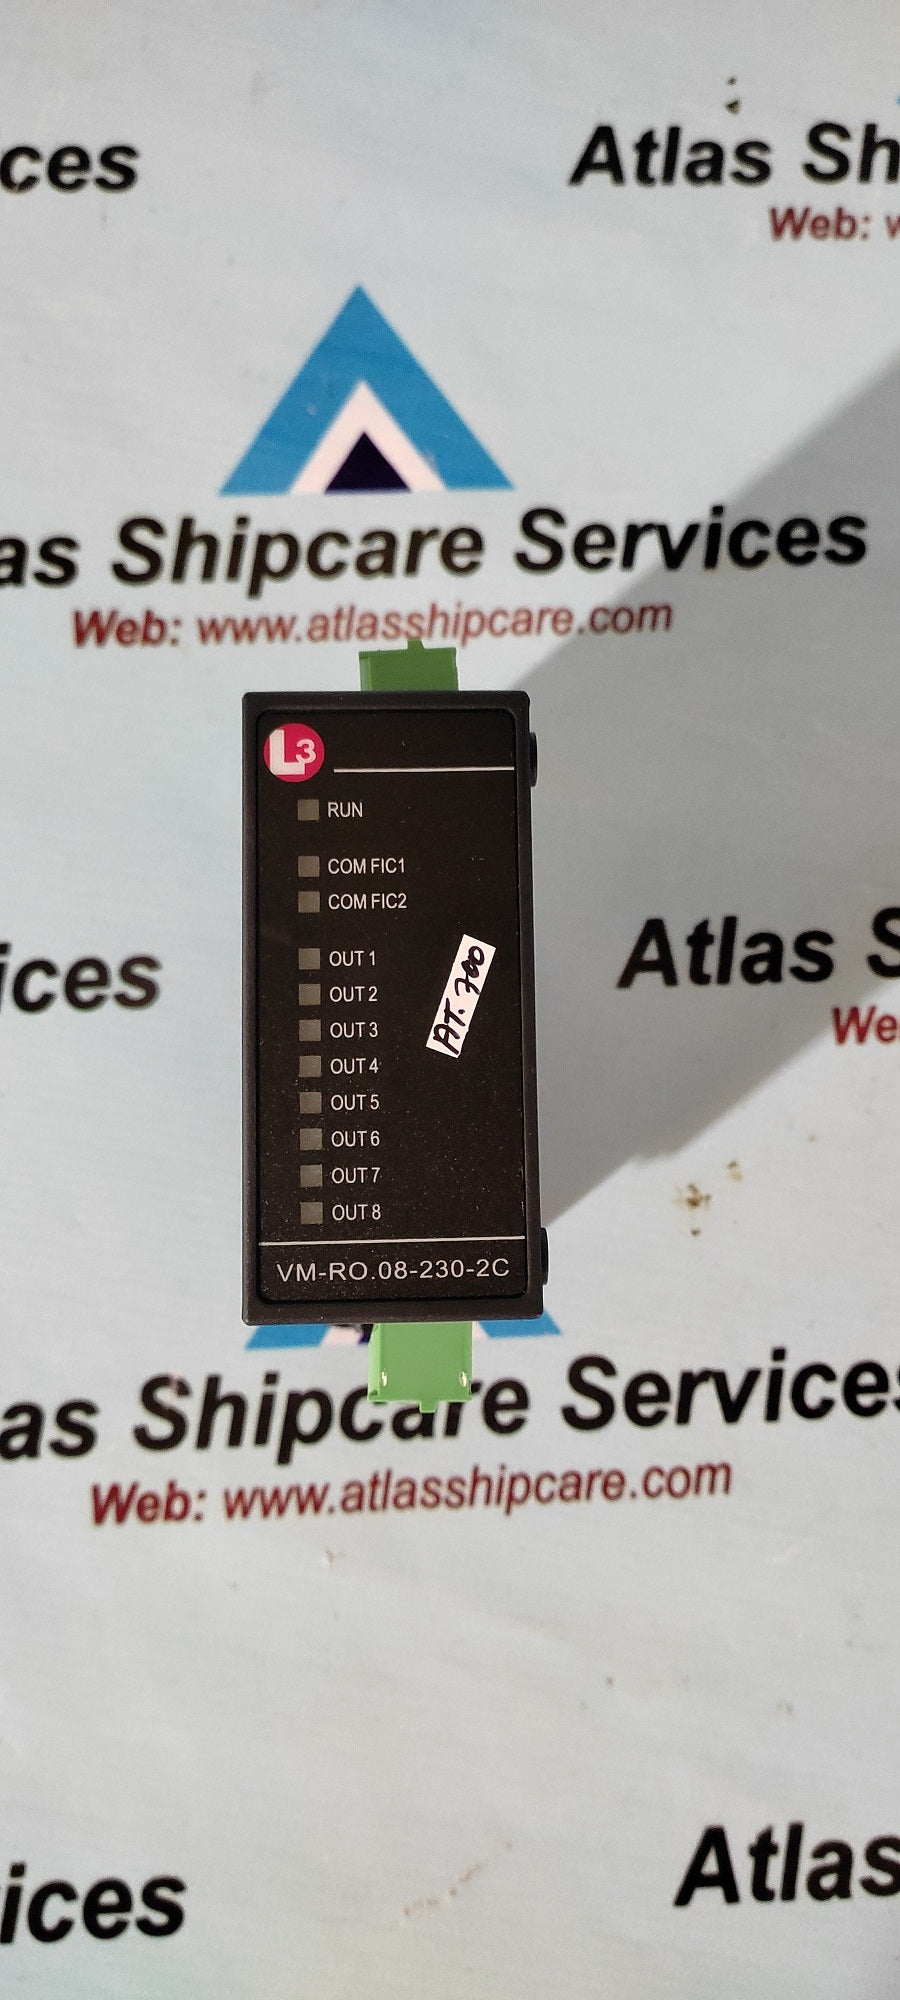 ces
Atlas Sh
Web: w
as Shipcare Services
Web: www.atlasshipcare.com
L3
RUN
COM FIC1
COM FIC2
OUT 1
OUT 2
OUT 3
OUT 4
OUT 5
OUT 6
OUT 7
OUT 8
AT. 700
VM-RO.08-230-2C
ices
Atlas S
We
as Shipcare Services
Web: www.atlasshipcare.com
ices
Atlas